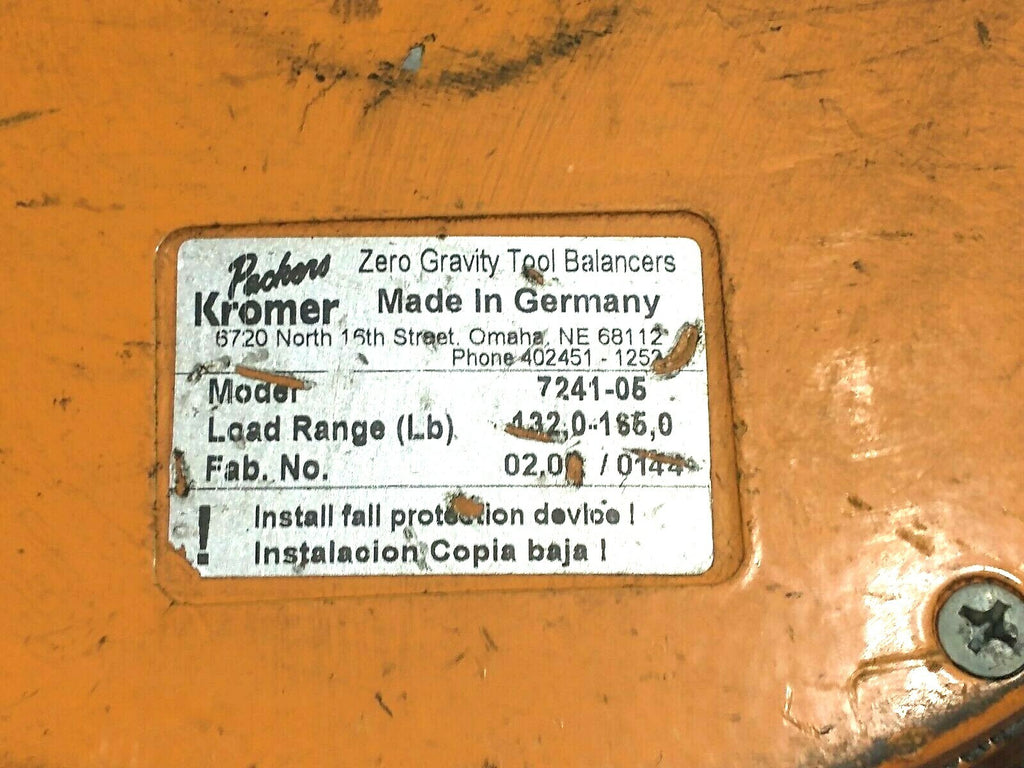 Packers Zero Gravity Tool Balancers
Kromer Made In Germany
6720 North 16th Street, Omaha, NE 68112
Phone 402451 - 1252
Model 7241-05
Load Range (Lb) 132,0-165,0
Fab. No. / 0144
! Install fall protection device !
Instalacion Copia baja !